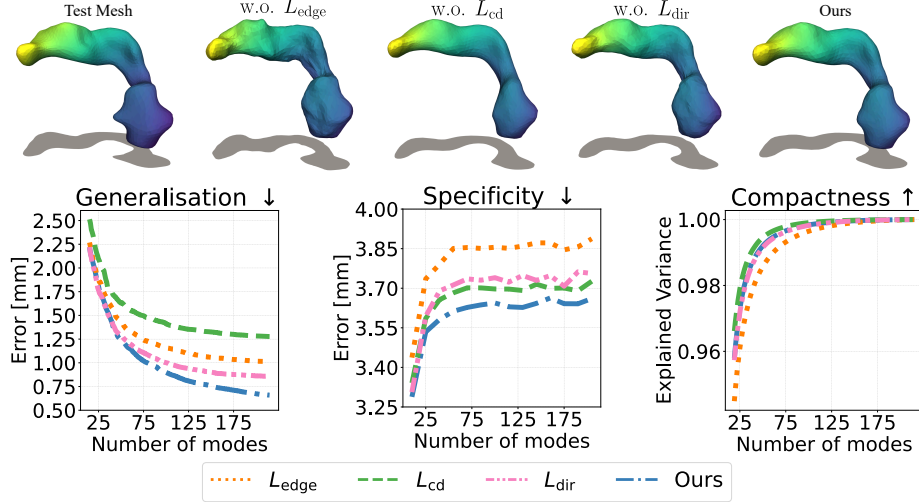 Test Mesh
w.o. L_edge
w.o. L_cd
w.o. L_dir
Ours
Generalisation ↓
Error [mm]
2.50
2.25
2.00
1.75
1.50
1.25
1.00
0.75
0.50
25 75 125 175
Number of modes
Specificity ↓
Error [mm]
4.00
3.85
3.70
3.55
3.40
3.25
25 75 125 175
Number of modes
Compactness ↑
Explained Variance
1.00
0.98
0.96
25 75 125 175
Number of modes
L_edge L_cd L_dir Ours